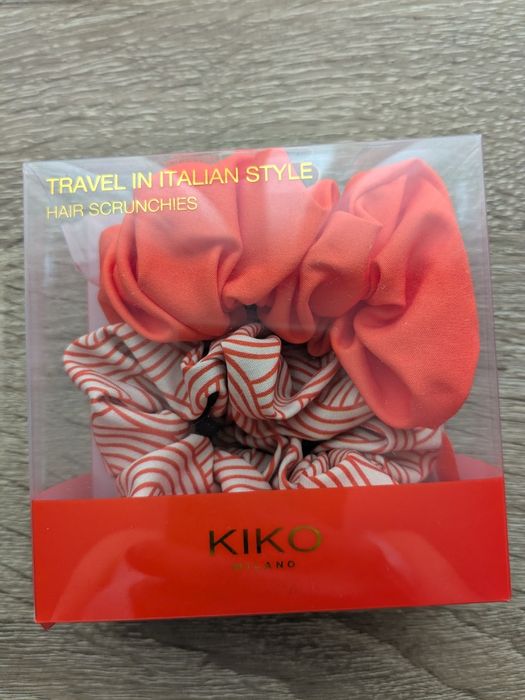 TRAVEL IN ITALIAN STYLE
HAIR SCRUNCHIES
KIKO
MILANO